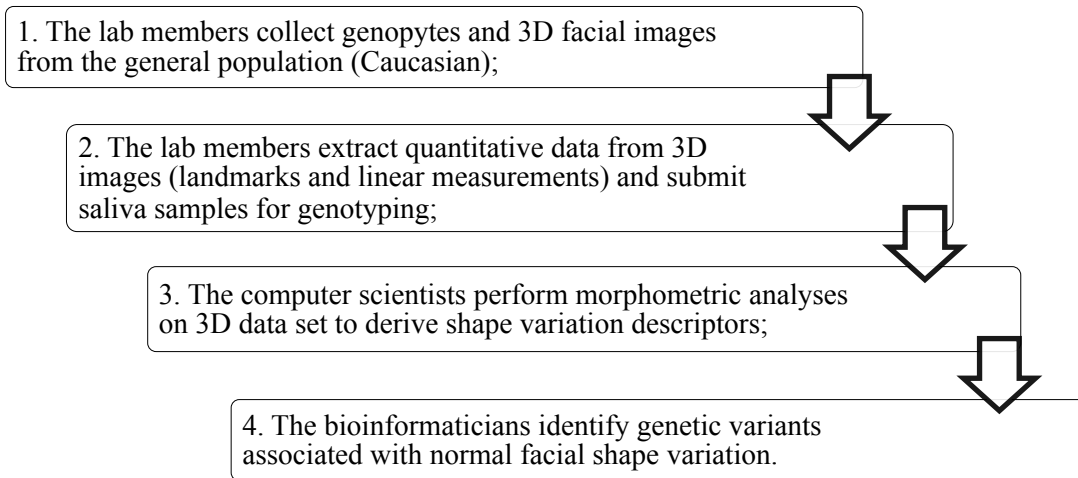 1. The lab members collect genopytes and 3D facial images
from the general population (Caucasian);
2. The lab members extract quantitative data from 3D
images (landmarks and linear measurements) and submit
saliva samples for genotyping;
3. The computer scientists perform morphometric analyses
on 3D data set to derive shape variation descriptors;
4. The bioinformaticians identify genetic variants
associated with normal facial shape variation.